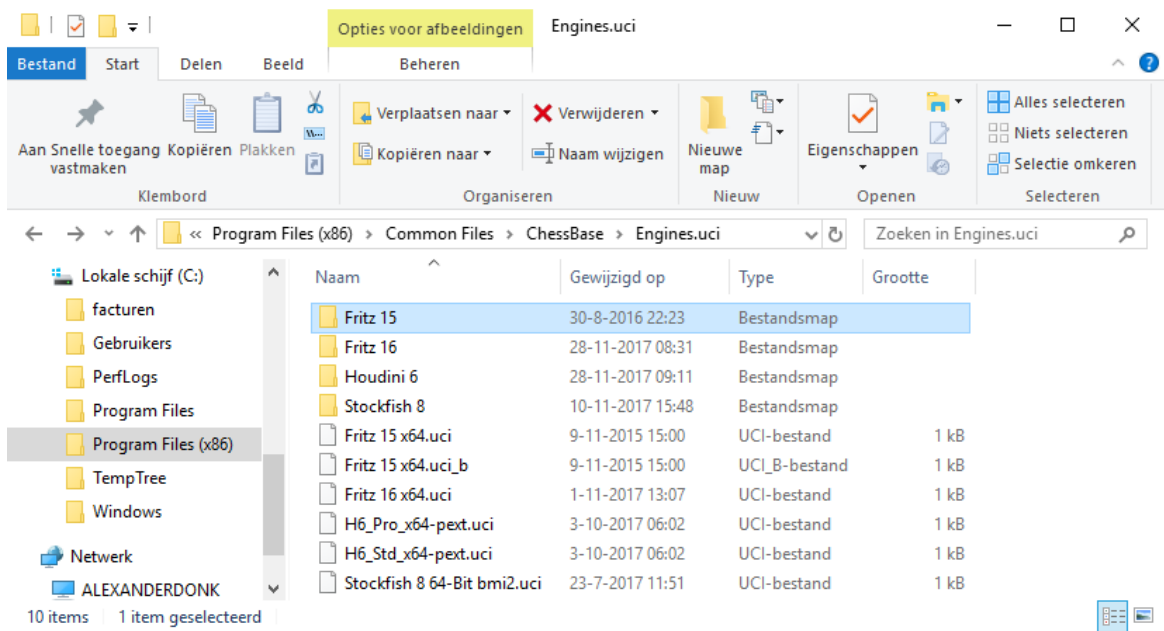 Opties voor afbeeldingen Engines.uci
Bestand Start Delen Beeld Beheren
Aan Snelle toegang vastmaken
Kopiëren
Plakken
Klembord
Verplaatsen naar
Kopiëren naar
Verwijderen
Naam wijzigen
Organiseren
Nieuwe map
Nieuw
Eigenschappen
Openen
Alles selecteren
Niets selecteren
Selectie omkeren
Selecteren
« Program Files (x86) > Common Files > ChessBase > Engines.uci
Zoeken in Engines.uci
Lokale schijf (C:)
facturen
Gebruikers
PerfLogs
Program Files
Program Files (x86)
TempTree
Windows
Netwerk
ALEXANDERDONK
Naam Gewijzigd op Type Grootte
Fritz 15 30-8-2016 22:23 Bestandsmap
Fritz 16 28-11-2017 08:31 Bestandsmap
Houdini 6 28-11-2017 09:11 Bestandsmap
Stockfish 8 10-11-2017 15:48 Bestandsmap
Fritz 15 x64.uci 9-11-2015 15:00 UCI-bestand 1 kB
Fritz 15 x64.uci_b 9-11-2015 15:00 UCI_B-bestand 1 kB
Fritz 16 x64.uci 1-11-2017 13:07 UCI-bestand 1 kB
H6_Pro_x64-pext.uci 3-10-2017 06:02 UCI-bestand 1 kB
H6_Std_x64-pext.uci 3-10-2017 06:02 UCI-bestand 1 kB
Stockfish 8 64-Bit bmi2.uci 23-7-2017 11:51 UCI-bestand 1 kB
10 items 1 item geselecteerd